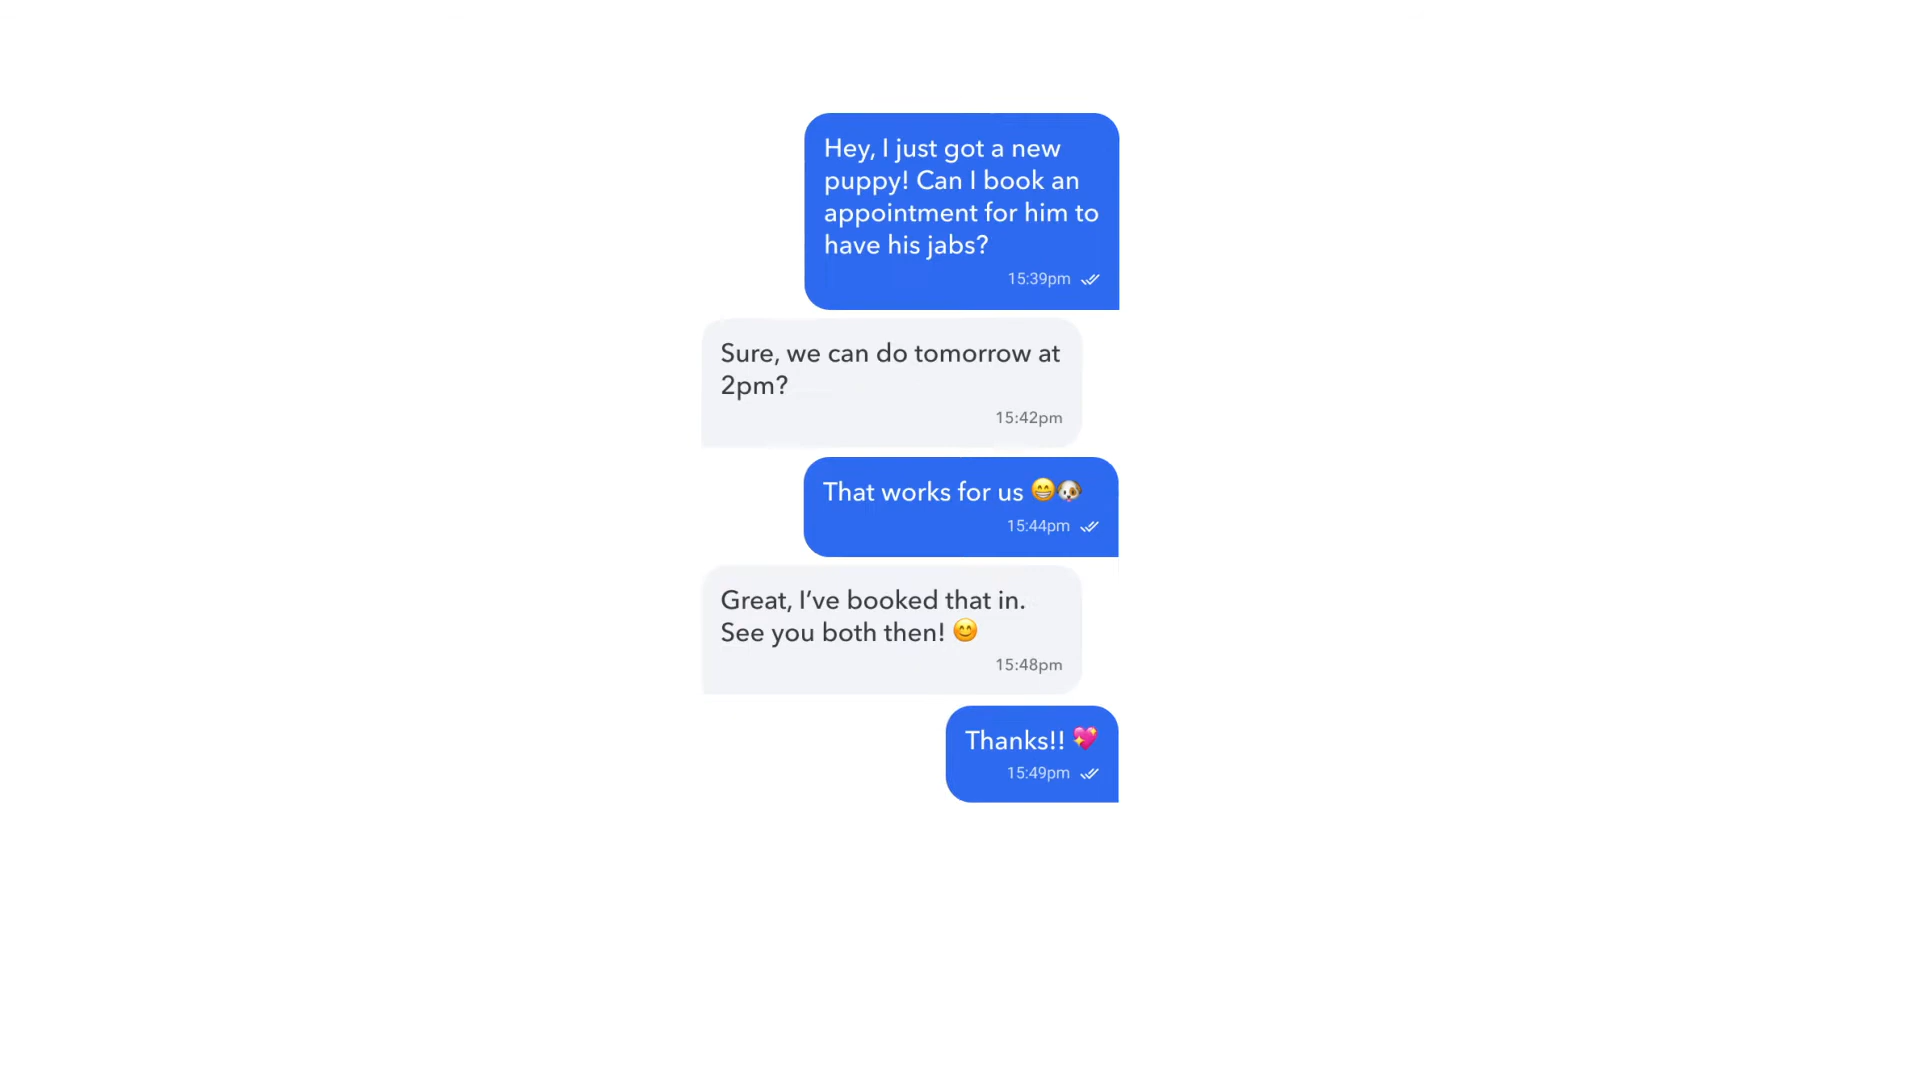 Hey, I just got a new
puppy! Can I book an
appointment for him to
have his jabs?
15:39pm
Sure, we can do tomorrow at
2pm?
15:42pm
That works for us 😁🐶
15:44pm
Great, I’ve booked that in.
See you both then! 😊
15:48pm
Thanks!! 💖
15:49pm